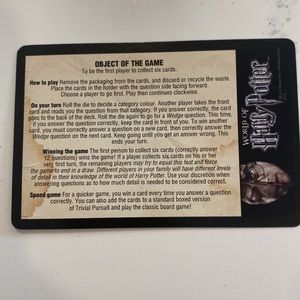 OBJECT OF THE GAME
To be the first player to collect six cards.
How to play Remove the packaging from the cards, and discard or recycle the waste.
Place the cards in the holder with the question side facing forward.
Choose a player to go first. Play then continues clockwise.
On your turn Roll the die to decide a category colour. Another player takes the front card and reads you the question from that category. If you answer correctly, the card goes to the back of the deck. Roll the die again to go for a Wedge question. This time, if you answer the question correctly, keep the card in front of you. To win another card, you must correctly answer a question on a new card, then correctly answer the Wedge question on the next card. Keep going until you get an answer wrong. This ends your turn.
Winning the game The first player to collect six cards (correctly answer 12 questions) wins the game! If a player collects six cards on his or her very first turn, the remaining players may try to equal this feat and force the game to end in a draw. Different players in your family will have different levels of detail in their knowledge of the world of Harry Potter. Use your discretion when answering questions as to how much detail is needed to be considered correct.
Speed game For a quicker game, you win a card every time you answer a question correctly. You can also add the cards to a standard boxed version of Trivial Pursuit and play the classic board game!
WORLD OF
Harry Potter